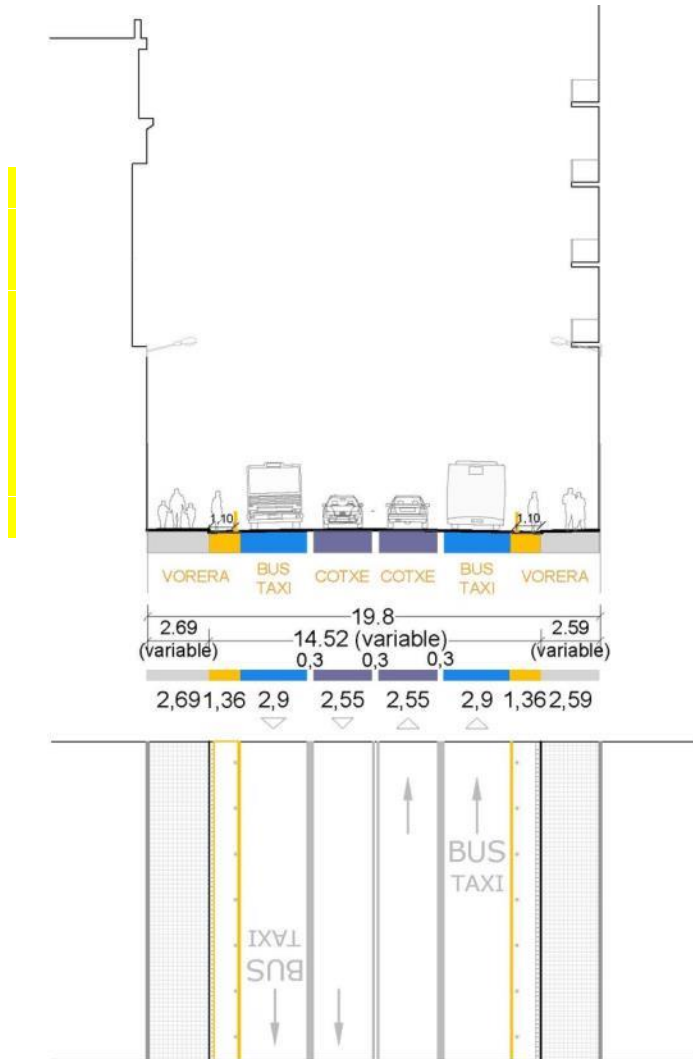 1.10
1.10
VORERA BUS TAXI COTXE COTXE BUS TAXI VORERA
19.8
2.69 (variable) 14.52 (variable) 2.59 (variable)
0,3 0,3 0,3
2,69 1,36 2,9 2,55 2,55 2,9 1,36 2,59
BUS
TAXI
BUS
TAXI